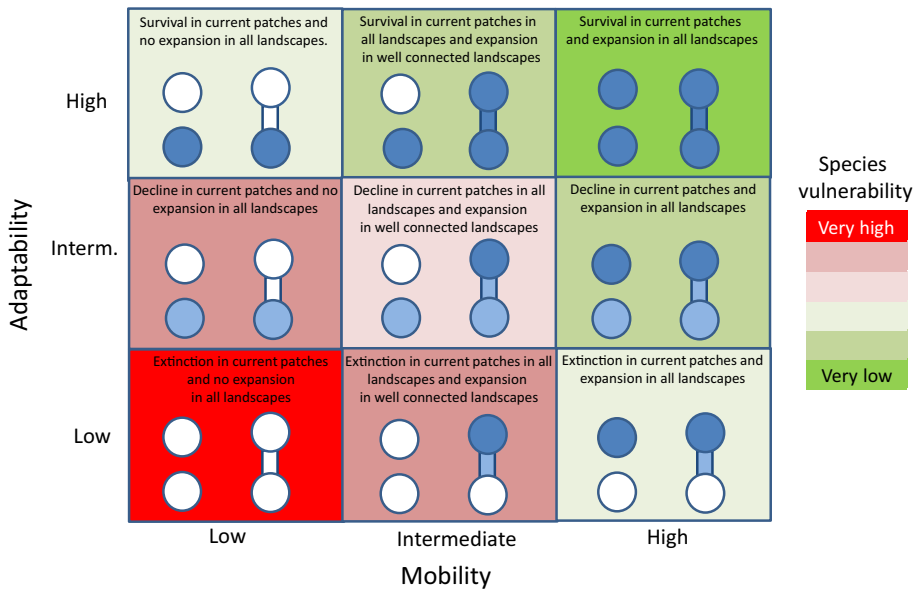 Survival in current patches and
no expansion in all landscapes.
Survival in current patches in
all landscapes and expansion
in well connected landscapes
Survival in current patches
and expansion in all landscapes
High
Decline in current patches and no
expansion in all landscapes
Decline in current patches in all
landscapes and expansion
in well connected landscapes
Decline in current patches and
expansion in all landscapes
Interm.
Adaptability
Extinction in current patches
and no expansion
in all landscapes
Extinction in current patches in all
landscapes and expansion
in well connected landscapes
Extinction in current patches and
expansion in all landscapes
Low
Low
Intermediate
High
Mobility
Species
vulnerability
Very high
Very low